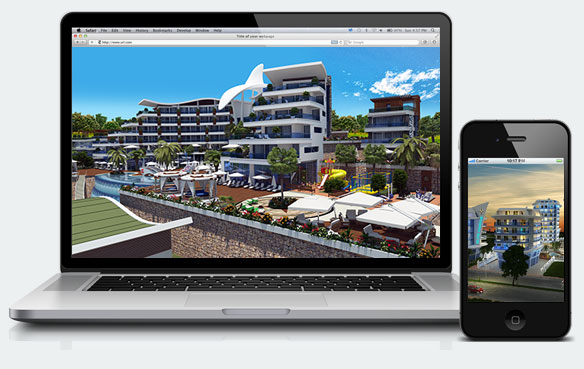 Safari File Edit View History Bookmarks Develop Window Help
Title of your webpage
http://www.url.com
Carrier 10:17 PM